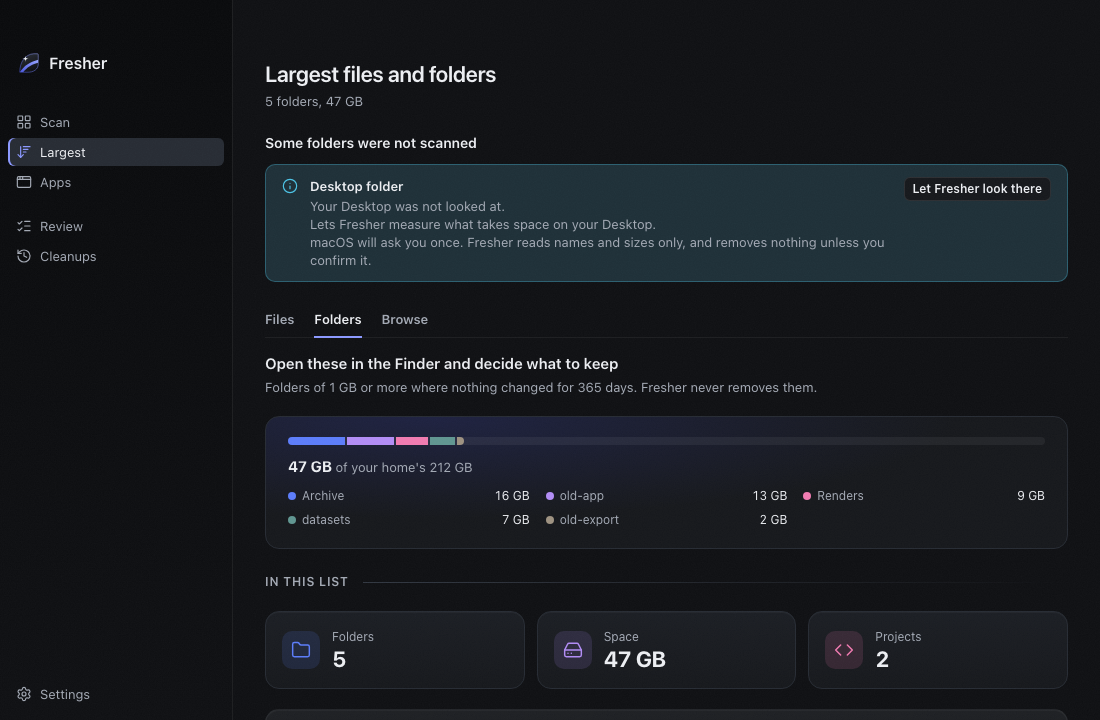 Fresher
Scan
Largest
Apps
Review
Cleanups
Settings
Largest files and folders
5 folders, 47 GB
Some folders were not scanned
Desktop folder
Let Fresher look there
Your Desktop was not looked at.
Lets Fresher measure what takes space on your Desktop.
macOS will ask you once. Fresher reads names and sizes only, and removes nothing unless you
confirm it.
Files Folders Browse
Open these in the Finder and decide what to keep
Folders of 1 GB or more where nothing changed for 365 days. Fresher never removes them.
47 GB of your home's 212 GB
Archive 16 GB old-app 13 GB Renders 9 GB
datasets 7 GB old-export 2 GB
IN THIS LIST
Folders
5
Space
47 GB
Projects
2